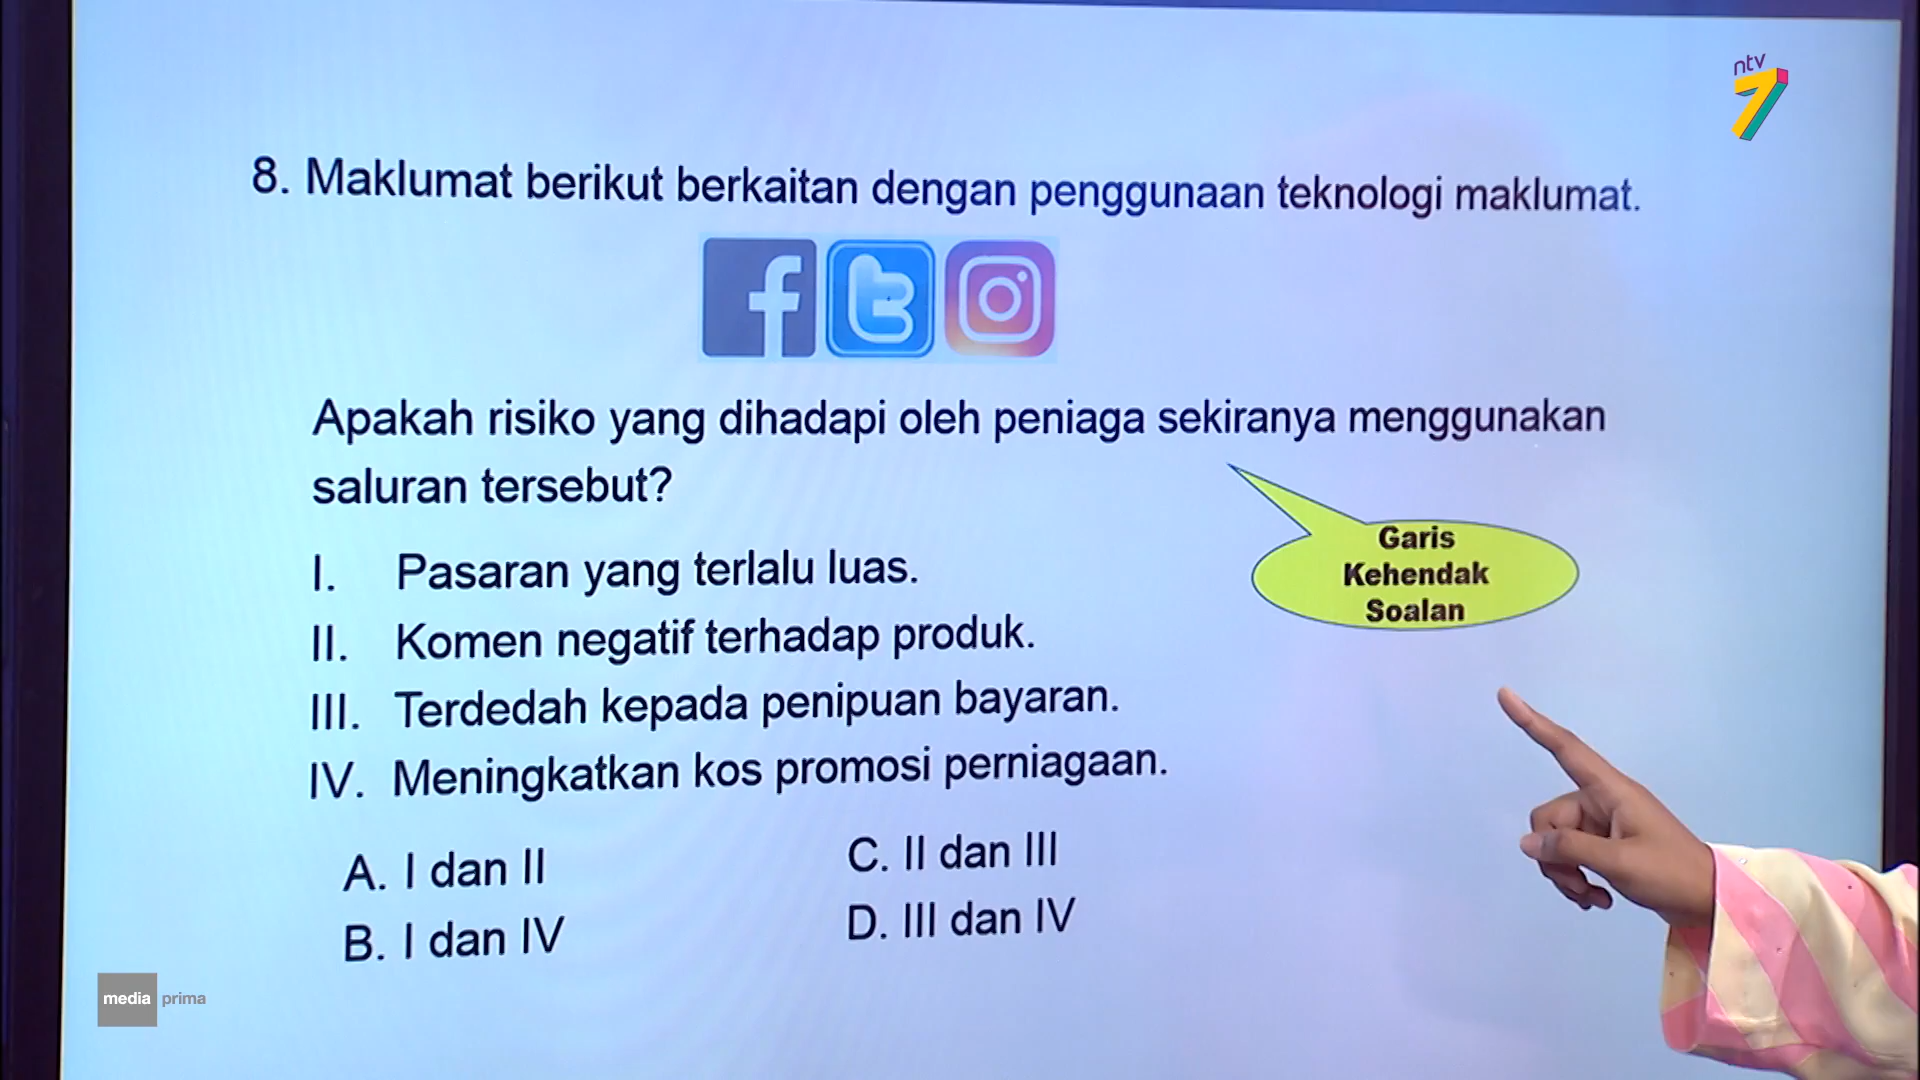 ntv
7
8. Maklumat berikut berkaitan dengan penggunaan teknologi maklumat.
Apakah risiko yang dihadapi oleh peniaga sekiranya menggunakan
saluran tersebut?
Garis
Kehendak
Soalan
I. Pasaran yang terlalu luas.
II. Komen negatif terhadap produk.
III. Terdedah kepada penipuan bayaran.
IV. Meningkatkan kos promosi perniagaan.
A. I dan II
B. I dan IV
C. II dan III
D. III dan IV
media prima